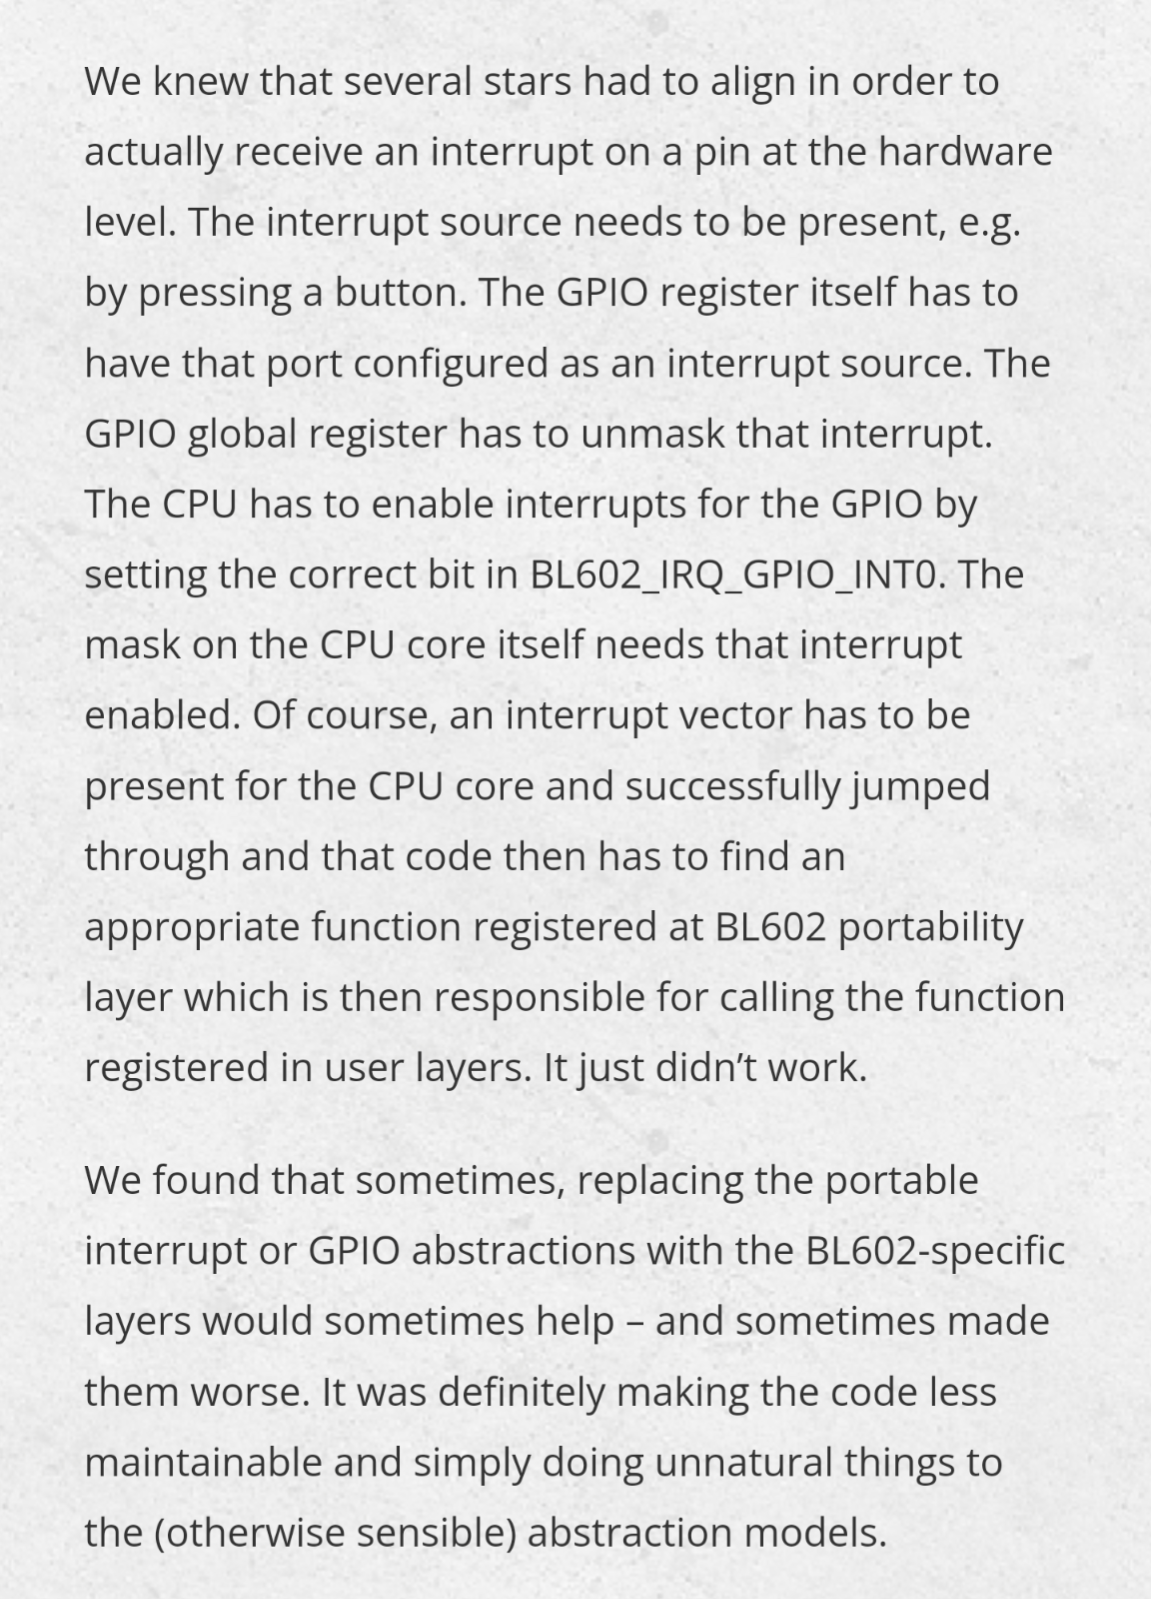 We knew that several stars had to align in order to
actually receive an interrupt on a pin at the hardware
level. The interrupt source needs to be present, e.g.
by pressing a button. The GPIO register itself has to
have that port configured as an interrupt source. The
GPIO global register has to unmask that interrupt.
The CPU has to enable interrupts for the GPIO by
setting the correct bit in BL602_IRQ_GPIO_INT0. The
mask on the CPU core itself needs that interrupt
enabled. Of course, an interrupt vector has to be
present for the CPU core and successfully jumped
through and that code then has to find an
appropriate function registered at BL602 portability
layer which is then responsible for calling the function
registered in user layers. It just didn’t work.
We found that sometimes, replacing the portable
interrupt or GPIO abstractions with the BL602-specific
layers would sometimes help – and sometimes made
them worse. It was definitely making the code less
maintainable and simply doing unnatural things to
the (otherwise sensible) abstraction models.